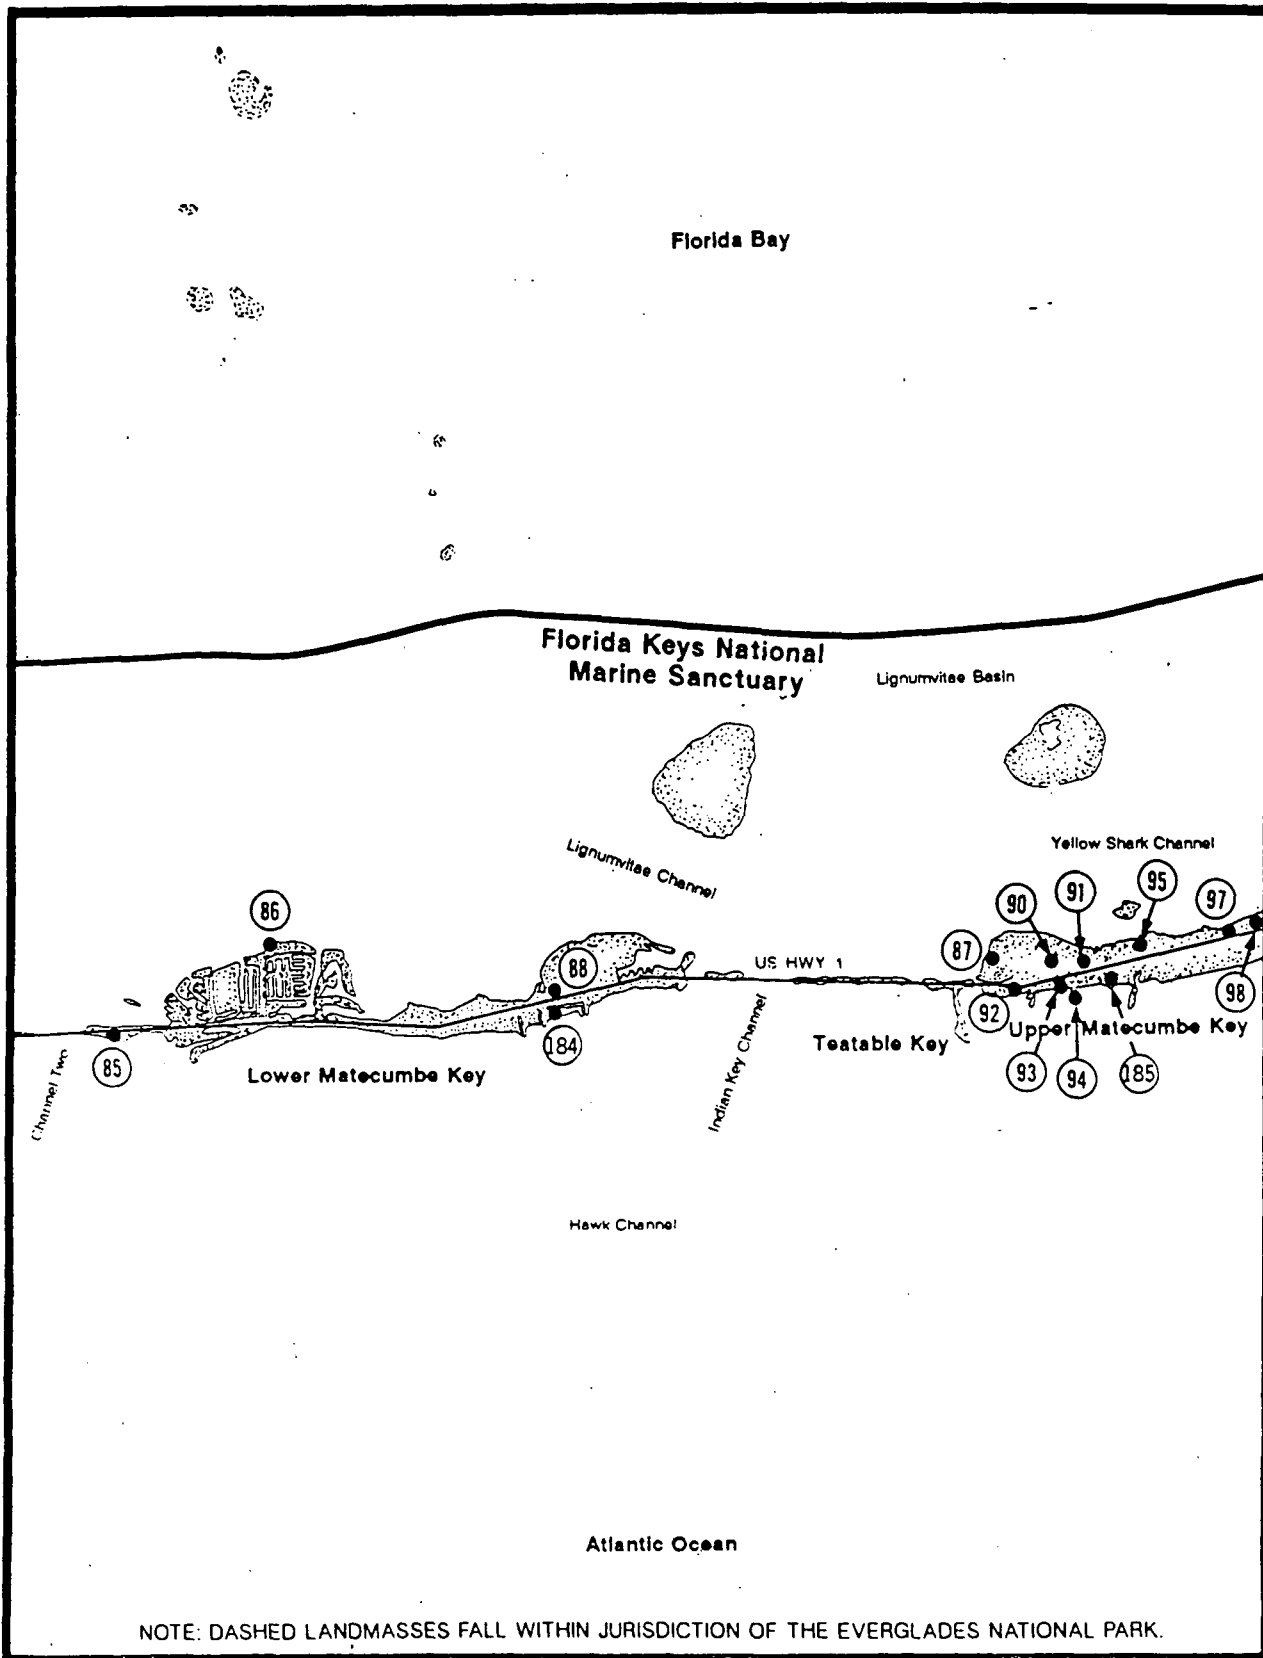 Florida Bay
Florida Keys National
Marine Sanctuary
Lignumvitae Basin
Lignumvitae Channel
Yellow Shark Channel
86
88
90
91
95
97
87
US HWY 1
98
92
184
85
Channel Two
Lower Matecumbe Key
Indian Key Channel
Teatable Key
Upper Matecumbe Key
93
94
185
Hawk Channel
Atlantic Ocean
NOTE: DASHED LANDMASSES FALL WITHIN JURISDICTION OF THE EVERGLADES NATIONAL PARK.